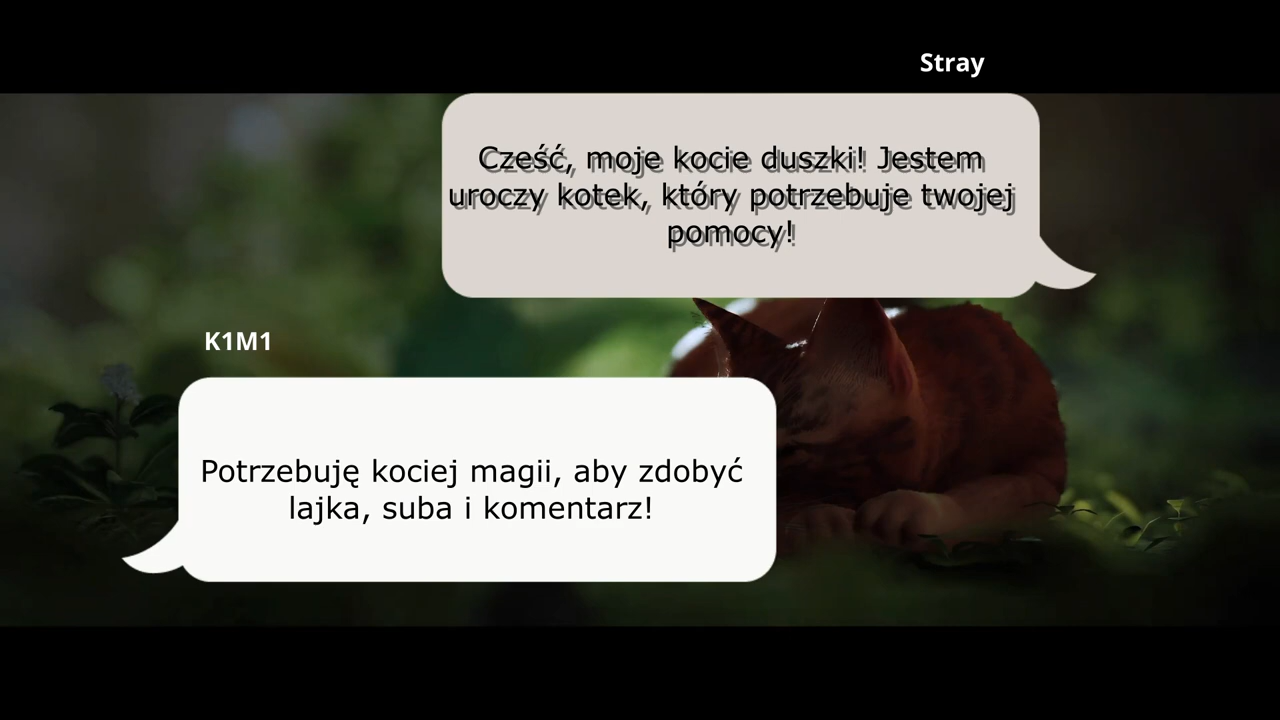 Stray
Cześć, moje kocie duszki! Jestem
uroczy kotek, który potrzebuje twojej
pomocy!
K1M1
Potrzebuję kociej magii, aby zdobyć
lajka, suba i komentarz!